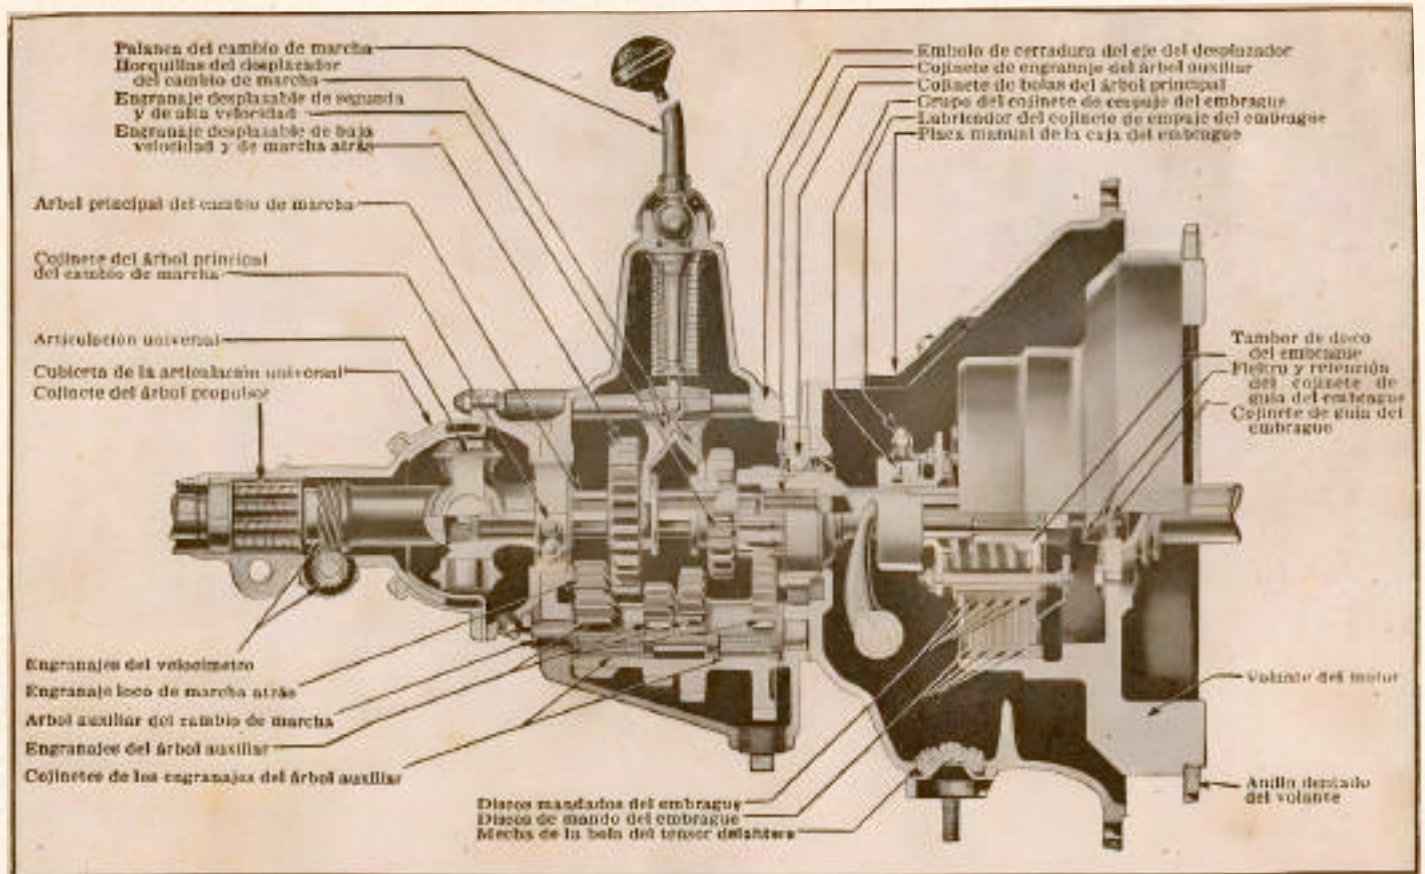 Palanca del cambio de marcha
Horquillas del desplazador
del cambio de marcha
Engranaje desplazable de segunda
y de alta velocidad
Engranaje desplazable de baja
velocidad y de marcha atrás
Arbol principal del cambio de marcha
Cojinete del árbol principal
del cambio de marcha
Articulación universal
Cubierta de la articulación universal
Cojinete del árbol propulsor
Engranajes del velocímetro
Engranaje loco de marcha atrás
Arbol auxiliar del cambio de marcha
Engranajes del árbol auxiliar
Cojinetes de los engranajes del árbol auxiliar
Discos mandados del embrague
Discos de mando del embrague
Mecha de la bola del tensor delantero
Embolo de cerradura del eje del desplazador
Cojinete de engranaje del árbol auxiliar
Cojinete de bolas del árbol principal
Grupo del cojinete de empuje del embrague
Lubricador del cojinete de empuje del embrague
Placa manual de la caja del embrague
Tambor de disco
del embrague
Fieltro y retención
del cojinete de
guía del embrague
Cojinete de guía del
embrague
Volante del motor
Anillo dentado
del volante